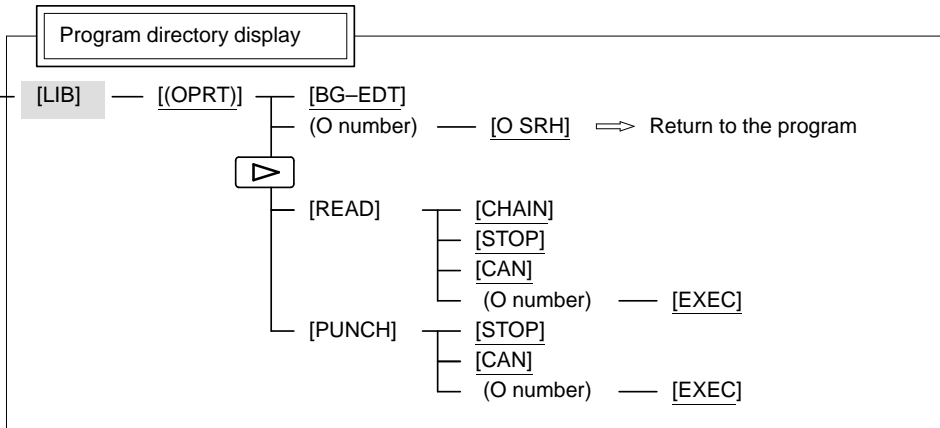 Program directory display
[LIB] [(OPRT)] [BG–EDT]
(O number) [O SRH] Return to the program
[READ] [CHAIN]
[STOP]
[CAN]
(O number) [EXEC]
[PUNCH] [STOP]
[CAN]
(O number) [EXEC]